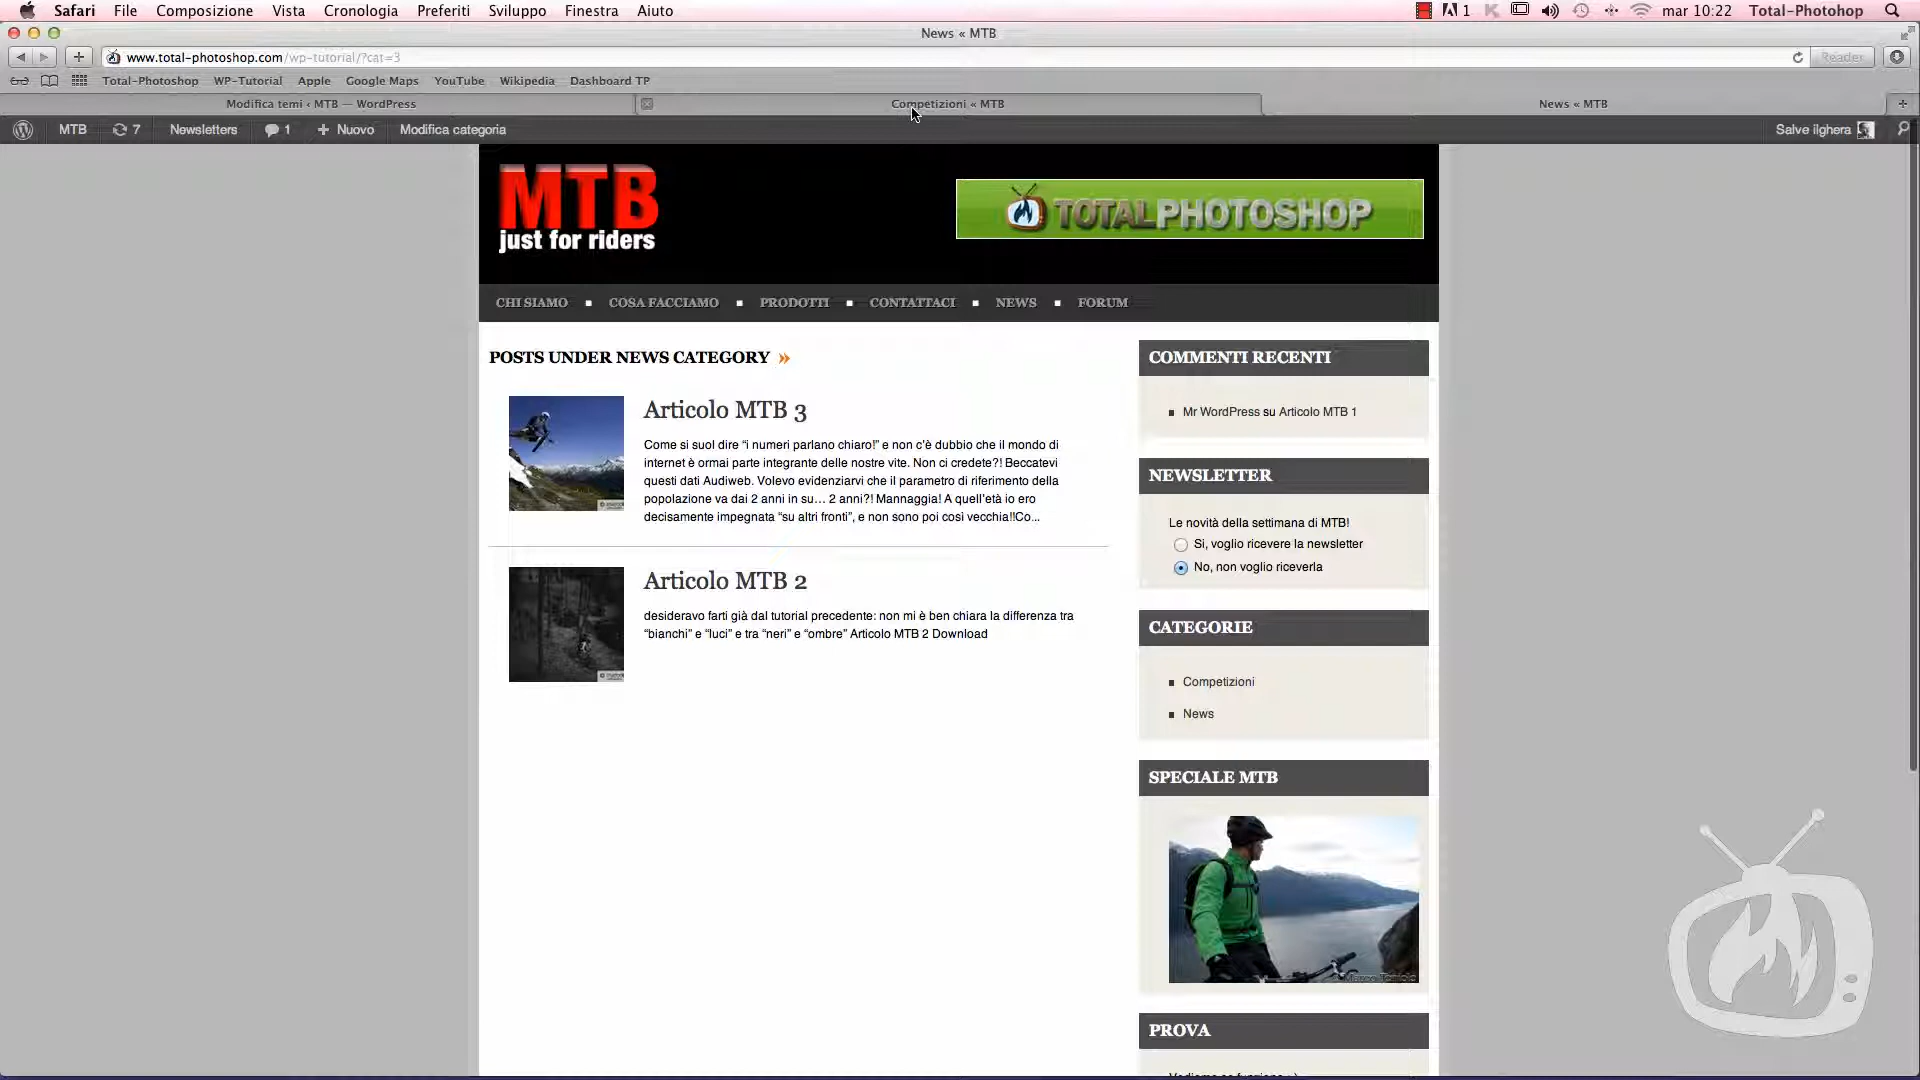 Safari File Composizione Vista Cronologia Preferiti Sviluppo Finestra Aiuto
1 mar 10:22 Total-Photohop
News « MTB
www.total-photoshop.com/wp-tutorial/?cat=3
Reader
Total-Photoshop WP-Tutorial Apple Google Maps YouTube Wikipedia Dashboard TP
Modifica temi ‹ MTB — WordPress
Competizioni « MTB
News « MTB
MTB 7 Newsletters 1 + Nuovo Modifica categoria
Salve ilghera
MTB
just for riders
TOTALPHOTOSHOP
CHI SIAMO ▪ COSA FACCIAMO ▪ PRODOTTI ▪ CONTATTACI ▪ NEWS ▪ FORUM
POSTS UNDER NEWS CATEGORY »
Articolo MTB 3
Come si suol dire “i numeri parlano chiaro!” e non c’è dubbio che il mondo di
internet è ormai parte integrante delle nostre vite. Non ci credete?! Beccatevi
questi dati Audiweb. Volevo evidenziarvi che il parametro di riferimento della
popolazione va dai 2 anni in su… 2 anni?! Mannaggia! A quell’età io ero
decisamente impegnata “su altri fronti”, e non sono poi così vecchia!!Co...
Articolo MTB 2
desideravo farti già dal tutorial precedente: non mi è ben chiara la differenza tra
“bianchi” e “luci” e tra “neri” e “ombre” Articolo MTB 2 Download
COMMENTI RECENTI
Mr WordPress su Articolo MTB 1
NEWSLETTER
Le novità della settimana di MTB!
Si, voglio ricevere la newsletter
No, non voglio riceverla
CATEGORIE
Competizioni
News
SPECIALE MTB
PROVA